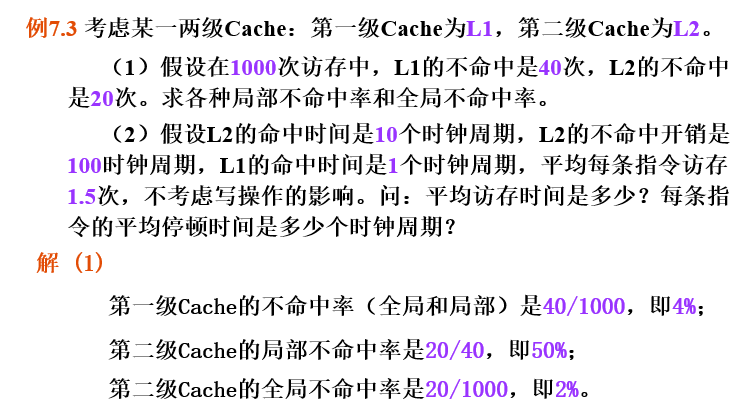 例7.3 考虑某一两级Cache：第一级Cache为L1，第二级Cache为L2。
（1）假设在1000次访存中，L1的不命中是40次，L2的不命中
是20次。求各种局部不命中率和全局不命中率。
（2）假设L2的命中时间是10个时钟周期，L2的不命中开销是
100时钟周期，L1的命中时间是1个时钟周期，平均每条指令访存
1.5次，不考虑写操作的影响。问：平均访存时间是多少？每条指
令的平均停顿时间是多少个时钟周期？
解 (1)
第一级Cache的不命中率（全局和局部）是40/1000，即4%；
第二级Cache的局部不命中率是20/40，即50%；
第二级Cache的全局不命中率是20/1000，即2%。